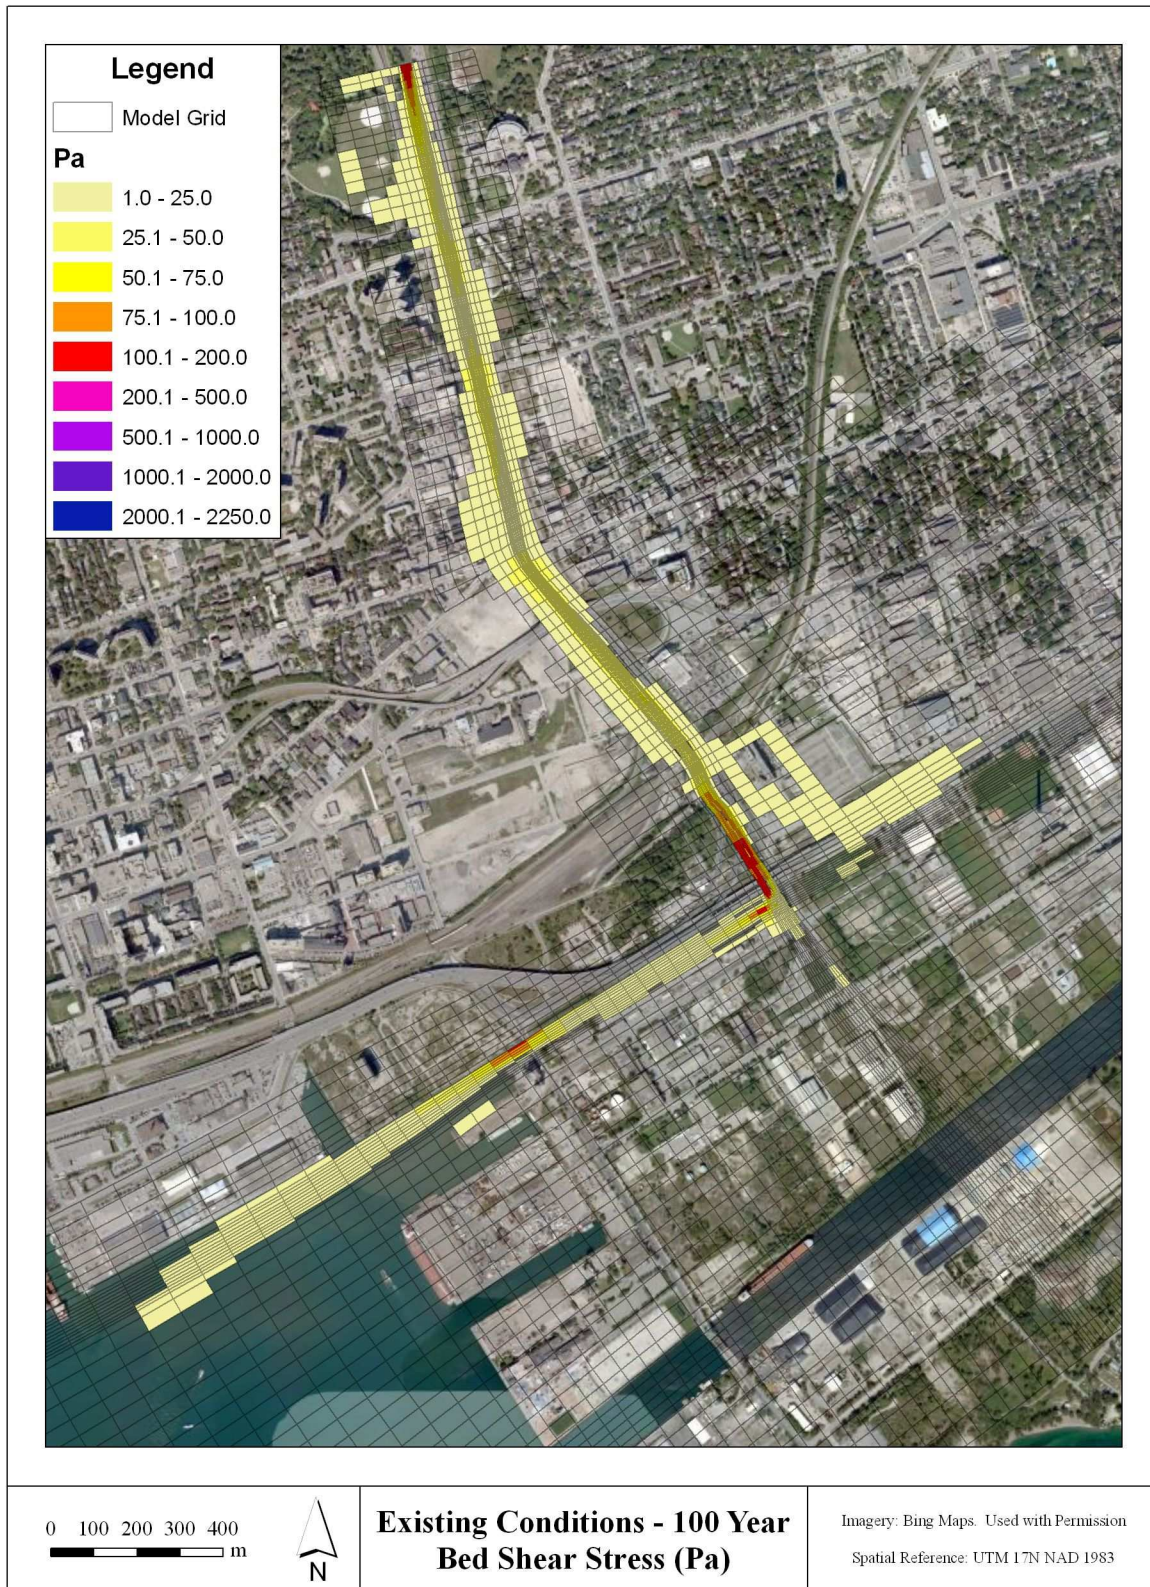 Legend
Model Grid
Pa
1.0 - 25.0
25.1 - 50.0
50.1 - 75.0
75.1 - 100.0
100.1 - 200.0
200.1 - 500.0
500.1 - 1000.0
1000.1 - 2000.0
2000.1 - 2250.0
0 100 200 300 400
m
N
Existing Conditions - 100 Year
Bed Shear Stress (Pa)
Imagery: Bing Maps. Used with Permission
Spatial Reference: UTM 17N NAD 1983